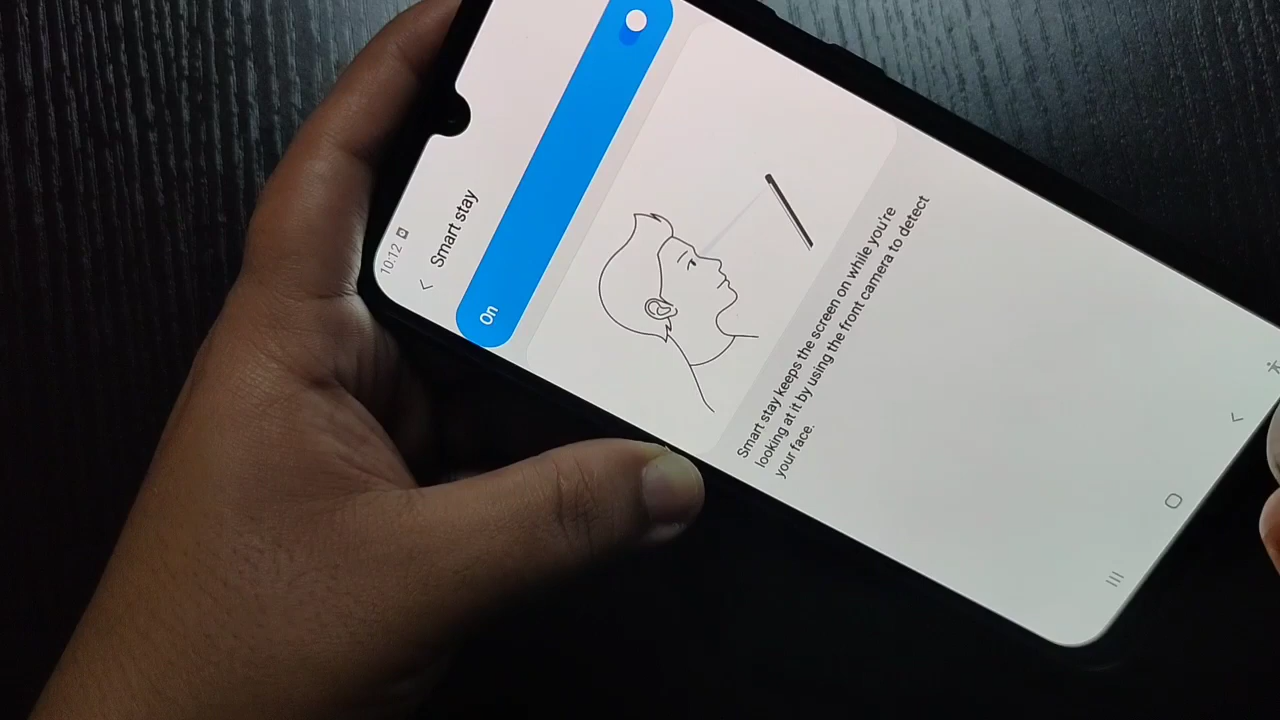 10:12
Smart stay
On
Smart stay keeps the screen on while you're
looking at it by using the front camera to detect
your face.